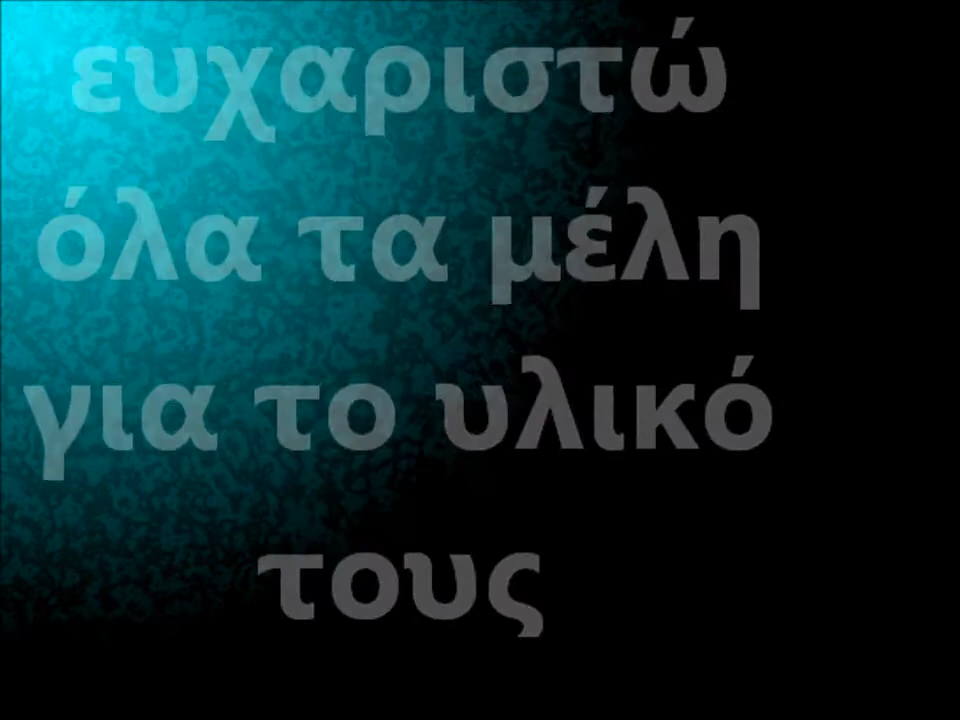 ευχαριστώ
όλα τα μέλη
για το υλικό
τους